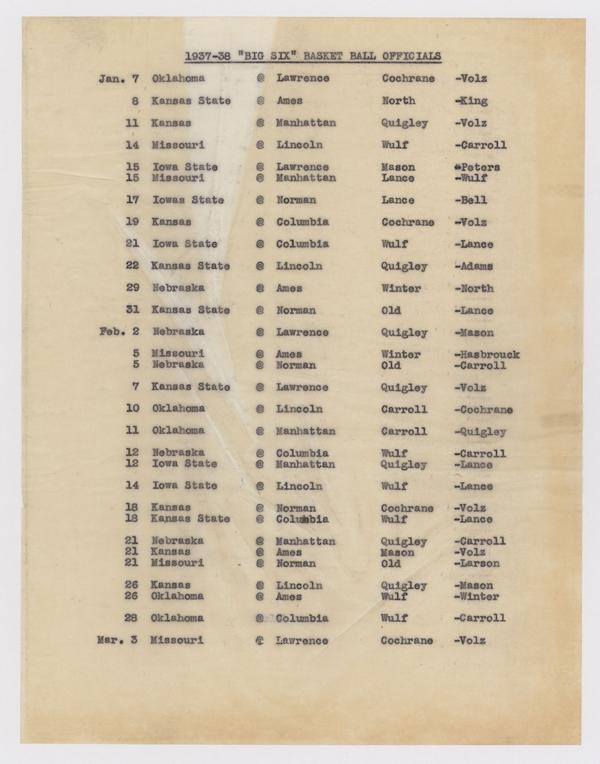 1937-38 "BIG SIX" BASKET BALL OFFICIALS
Jan. 7 Oklahoma @ Lawrence Cochrane -Volz
8 Kansas State @ Ames North -King
11 Kansas @ Manhattan Quigley -Volz
14 Missouri @ Lincoln Wulf -Carroll
15 Iowa State @ Lawrence Mason -Peters
15 Missouri @ Manhattan Lance -Wulf
17 Iowas State @ Norman Lance -Bell
19 Kansas @ Columbia Cochrane -Volz
21 Iowa State @ Columbia Wulf -Lance
22 Kansas State @ Lincoln Quigley -Adams
29 Nebraska @ Ames Winter -North
31 Kansas State @ Norman Old -Lance
Feb. 2 Nebraska @ Lawrence Quigley -Mason
5 Missouri @ Ames Winter -Hasbrouck
5 Nebraska @ Norman Old -Carroll
7 Kansas State @ Lawrence Quigley -Volz
10 Oklahoma @ Lincoln Carroll -Cochrane
11 Oklahoma @ Manhattan Carroll -Quigley
12 Nebraska @ Columbia Wulf -Carroll
12 Iowa State @ Manhattan Quigley -Lance
14 Iowa State @ Lincoln Wulf -Lance
18 Kansas @ Norman Cochrane -Volz
18 Kansas State @ Columbia Wulf -Lance
21 Nebraska @ Manhattan Quigley -Carroll
21 Kansas @ Ames Mason -Volz
21 Missouri @ Norman Old -Larson
26 Kansas @ Lincoln Quigley -Mason
26 Oklahoma @ Ames Wulf -Winter
28 Oklahoma @ Columbia Wulf -Carroll
Mar. 3 Missouri @ Lawrence Cochrane -Volz